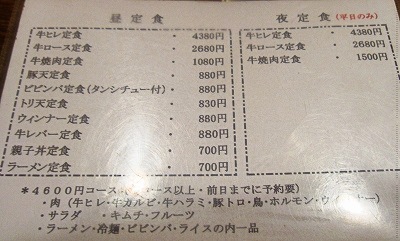 昼定食
牛ヒレ定食 ・ 4380円
牛ロース定食 ・ 2680円
牛焼肉定食 ・ 1080円
豚天定食 ・ 880円
ビビンバ定食(タンシチュー付) ・ 880円
トリ天定食 ・ 830円
ウィンナー定食 ・ 880円
牛レバー定食 ・ 880円
親子丼定食 ・ 700円
ラーメン定食 ・ 700円
夜定食(平日のみ)
牛ヒレ定食 ・ 4380円
牛ロース定食 ・ 2680円
牛焼肉定食 ・ 1500円
*4600円コース ース以上・前日までに予約要)
・肉(牛ヒレ・牛カルビ・牛ハラミ・豚トロ・鳥・ホルモン・ウ ナー)
・サラダ ・キムチ・フルーツ
・ラーメン・冷麺・ビビンバ・ライスの内一品